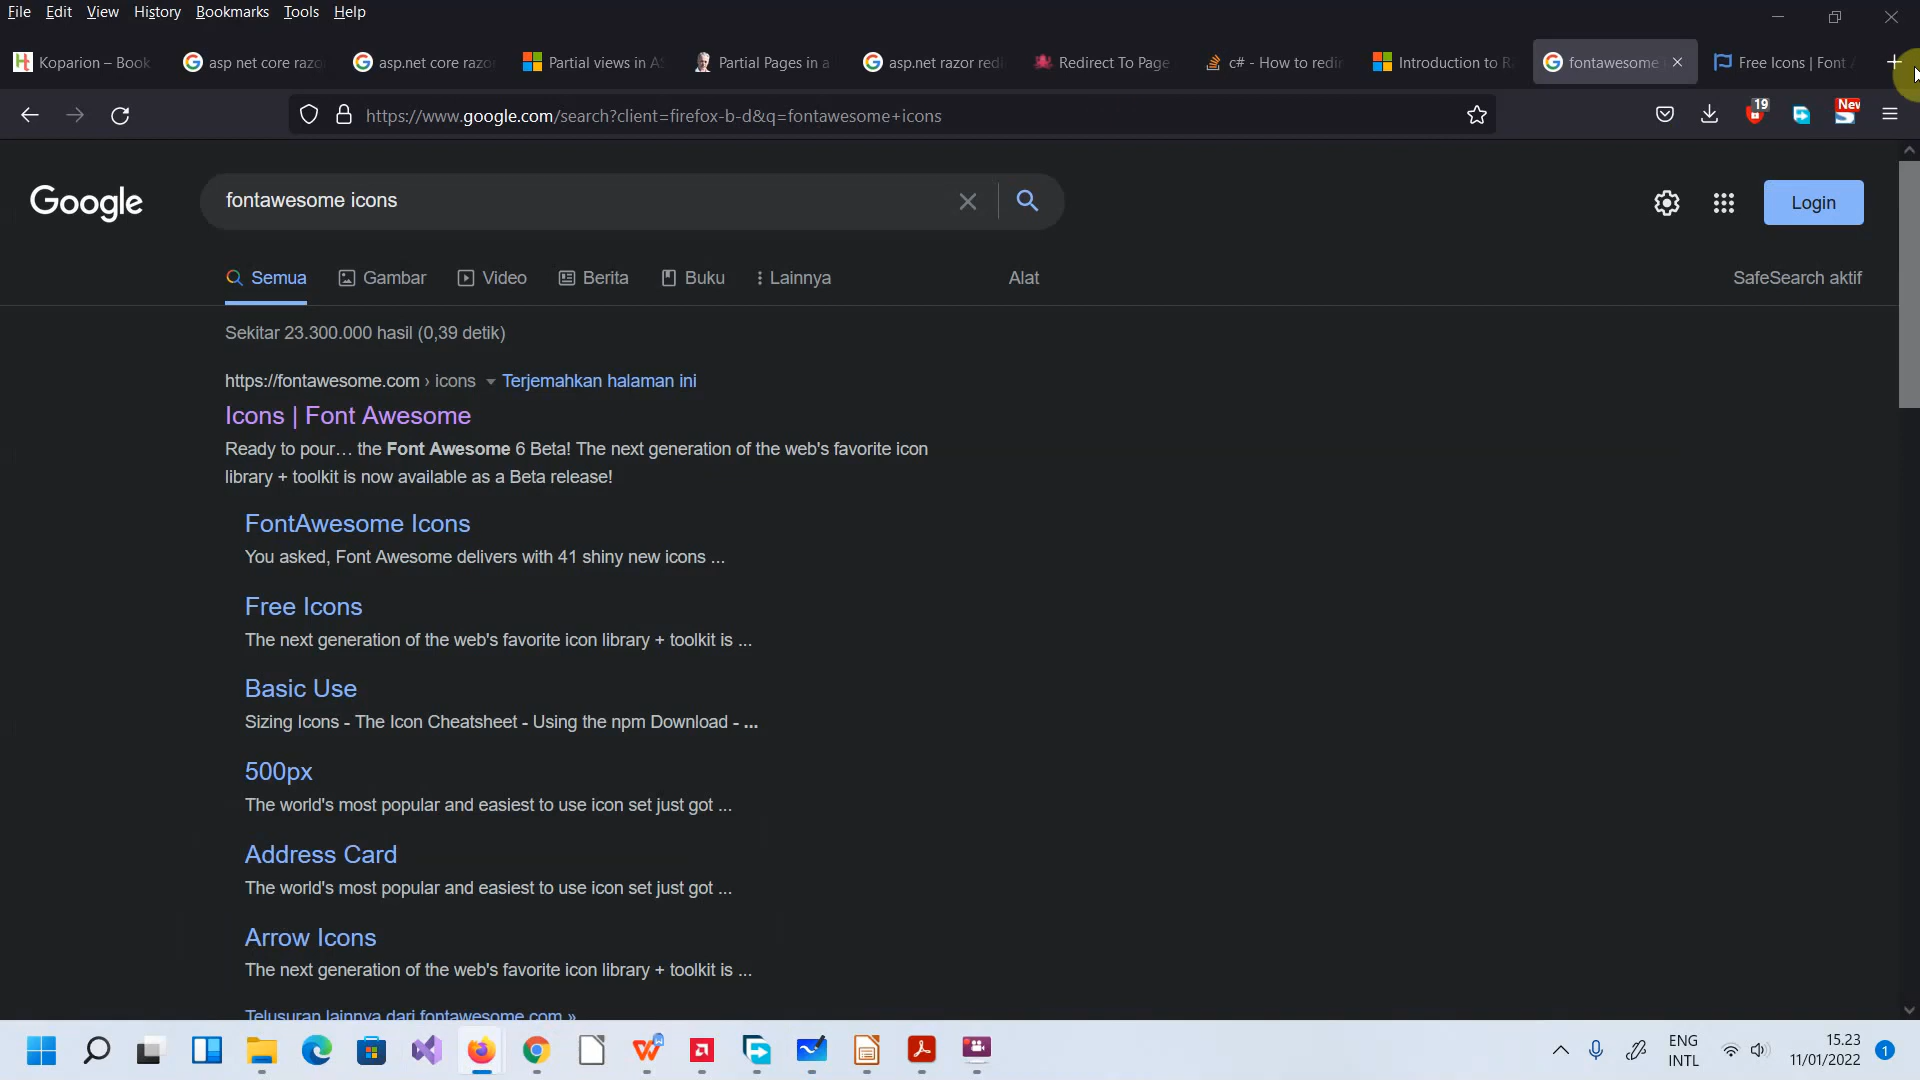 File Edit View History Bookmarks Tools Help
Koparion – Book
asp net core razo
asp.net core razo
Partial views in AS
Partial Pages in a
asp.net razor redi
Redirect To Page
c# - How to redir
Introduction to R
fontawesome
Free Icons | Font A
https://www.google.com/search?client=firefox-b-d&q=fontawesome+icons
19
New
Google
fontawesome icons
Login
Semua Gambar Video Berita Buku Lainnya Alat SafeSearch aktif
Sekitar 23.300.000 hasil (0,39 detik)
https://fontawesome.com › icons Terjemahkan halaman ini
Icons | Font Awesome
Ready to pour… the Font Awesome 6 Beta! The next generation of the web's favorite icon
library + toolkit is now available as a Beta release!
FontAwesome Icons
You asked, Font Awesome delivers with 41 shiny new icons ...
Free Icons
The next generation of the web's favorite icon library + toolkit is ...
Basic Use
Sizing Icons - The Icon Cheatsheet - Using the npm Download - ...
500px
The world's most popular and easiest to use icon set just got ...
Address Card
The world's most popular and easiest to use icon set just got ...
Arrow Icons
The next generation of the web's favorite icon library + toolkit is ...
Telusuran lainnya dari fontawesome.com »
ENG
INTL
15.23
11/01/2022
1